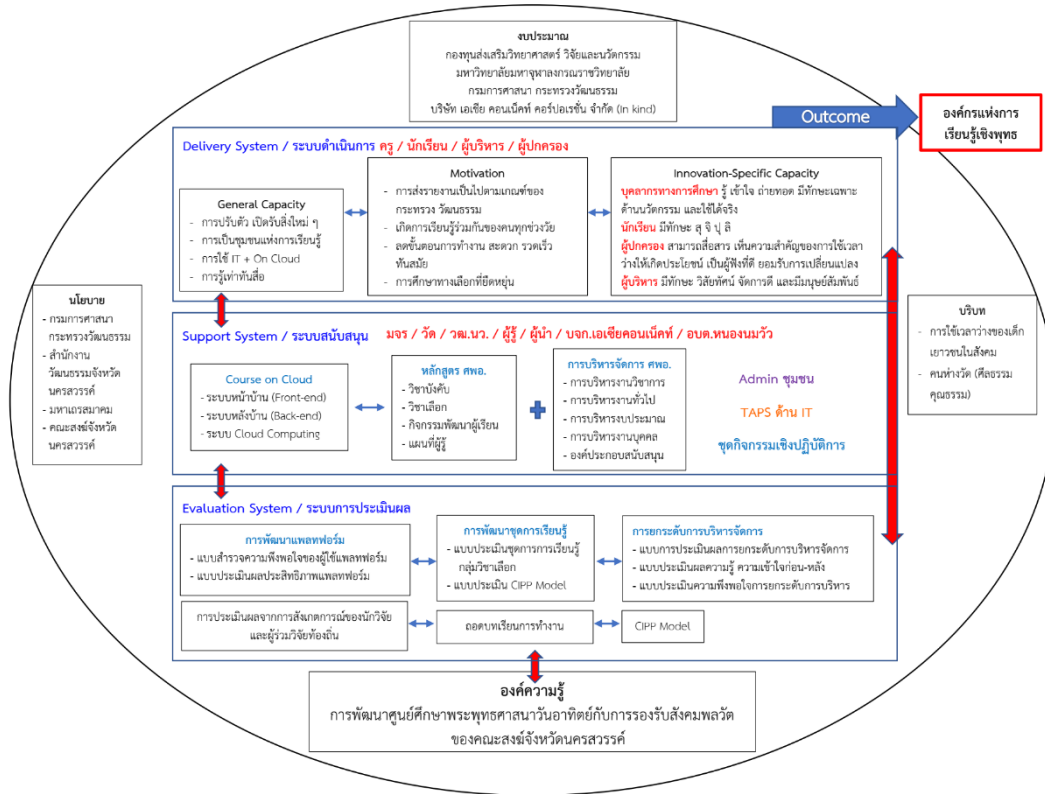 งบประมาณ
กองทุนส่งเสริมวิทยาศาสตร์ วิจัยและนวัตกรรม
มหาวิทยาลัยมหาจุฬาลงกรณราชวิทยาลัย
กรมการศาสนา กระทรวงวัฒนธรรม
บริษัท เอเชีย คอนเน็คท์ คอร์ปอเรชั่น จำกัด (In kind)
Outcome
องค์กรแห่งการ
เรียนรู้เชิงพุทธ
Delivery System / ระบบดำเนินการ ครู / นักเรียน / ผู้บริหาร / ผู้ปกครอง
General Capacity
- การปรับตัว เปิดรับสิ่งใหม่ ๆ
- การเป็นชุมชนแห่งการเรียนรู้
- การใช้ IT + On Cloud
- การรู้เท่าทันสื่อ
Motivation
- การส่งรายงานเป็นไปตามเกณฑ์ของ
กระทรวง วัฒนธรรม
- เกิดการเรียนรู้ร่วมกันของคนทุกช่วงวัย
- ลดขั้นตอนการทำงาน สะดวก รวดเร็ว
ทันสมัย
- การศึกษาทางเลือกที่ยืดหยุ่น
Innovation-Specific Capacity
บุคลากรทางการศึกษา รู้ เข้าใจ ถ่ายทอด มีทักษะเฉพาะ
ด้านนวัตกรรม และใช้ได้จริง
นักเรียน มีทักษะ สุ จิ ปุ ลิ
ผู้ปกครอง สามารถสื่อสาร เห็นความสำคัญของการใช้เวลา
ว่างให้เกิดประโยชน์ เป็นผู้ฟังที่ดี ยอมรับการเปลี่ยนแปลง
ผู้บริหาร มีทักษะ วิสัยทัศน์ จัดการดี และมีมนุษย์สัมพันธ์
นโยบาย
- กรมการศาสนา
กระทรวงวัฒนธรรม
- สำนักงาน
วัฒนธรรมจังหวัด
นครสวรรค์
- มหาเถรสมาคม
- คณะสงฆ์จังหวัด
นครสวรรค์
Support System / ระบบสนับสนุน มจร / วัด / วฒ.นว. / ผู้รู้ / ผู้นำ / บจก.เอเซียคอนเน็คท์ / อบต.หนองนมวัว
Course on Cloud
- ระบบหน้าบ้าน (Front-end)
- ระบบหลังบ้าน (Back-end)
- ระบบ Cloud Computing
หลักสูตร ศพอ.
- วิชาบังคับ
- วิชาเลือก
- กิจกรรมพัฒนาผู้เรียน
- แผนที่ผู้รู้
การบริหารจัดการ ศพอ.
- การบริหารงานวิชาการ
- การบริหารงานทั่วไป
- การบริหารงบประมาณ
- การบริหารงานบุคคล
- องค์ประกอบสนับสนุน
Admin ชุมชน
TAPS ด้าน IT
ชุดกิจกรรมเชิงปฏิบัติการ
บริบท
- การใช้เวลาว่างของเด็ก
เยาวชนในสังคม
- คนห่างวัด (ศีลธรรม
คุณธรรม)
Evaluation System / ระบบการประเมินผล
การพัฒนาแพลทฟอร์ม
- แบบสำรวจความพึงพอใจของผู้ใช้แพลทฟอร์ม
- แบบประเมินผลประสิทธิภาพแพลทฟอร์ม
การพัฒนาชุดการเรียนรู้
- แบบประเมินชุดการการเรียนรู้
กลุ่มวิชาเลือก
- แบบประเมิน CIPP Model
การยกระดับการบริหารจัดการ
- แบบการประเมินผลการยกระดับการบริหารจัดการ
- แบบประเมินผลความรู้ ความเข้าใจก่อน-หลัง
- แบบประเมินความพึงพอใจการยกระดับการบริหาร
การประเมินผลจากการสังเกตการณ์ของนักวิจัย
และผู้ร่วมวิจัยท้องถิ่น
ถอดบทเรียนการทำงาน
CIPP Model
องค์ความรู้
การพัฒนาศูนย์ศึกษาพระพุทธศาสนาวันอาทิตย์กับการรองรับสังคมพลวัต
ของคณะสงฆ์จังหวัดนครสวรรค์